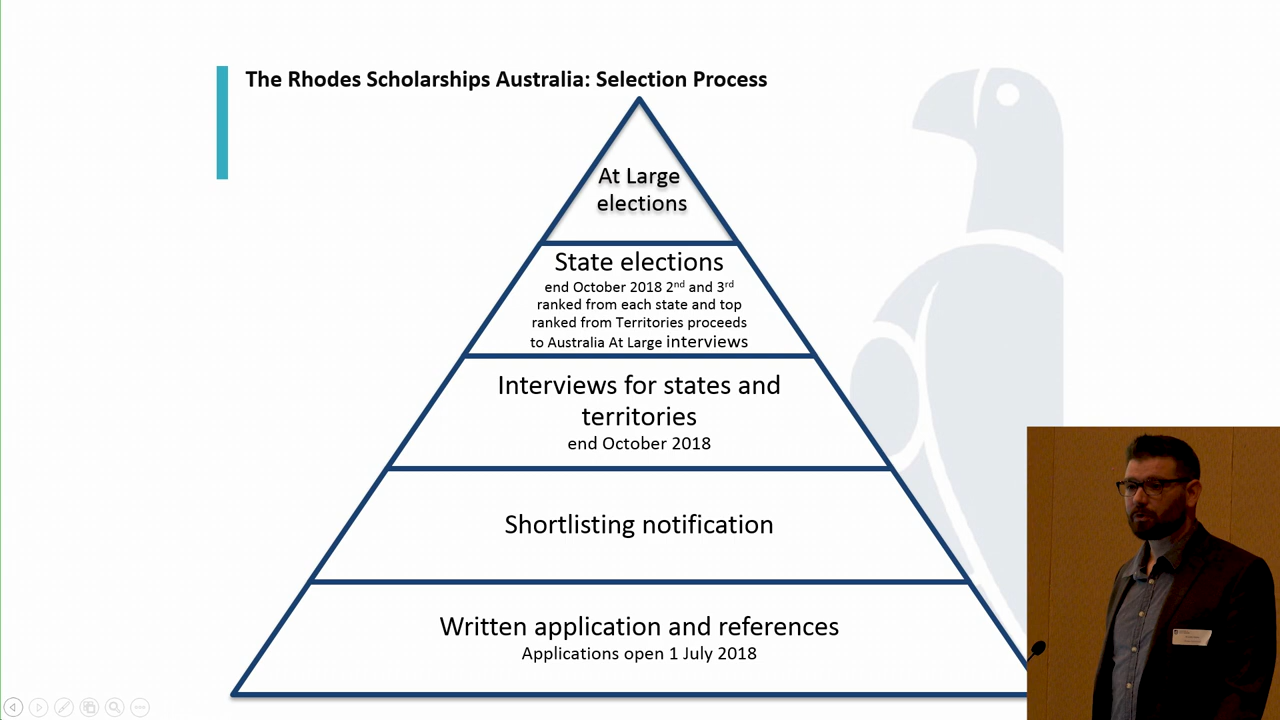 The Rhodes Scholarships Australia: Selection Process
At Large
elections
State elections
end October 2018 2nd and 3rd
ranked from each state and top
ranked from Territories proceeds
to Australia At Large interviews
Interviews for states and
territories
end October 2018
Shortlisting notification
Written application and references
Applications open 1 July 2018